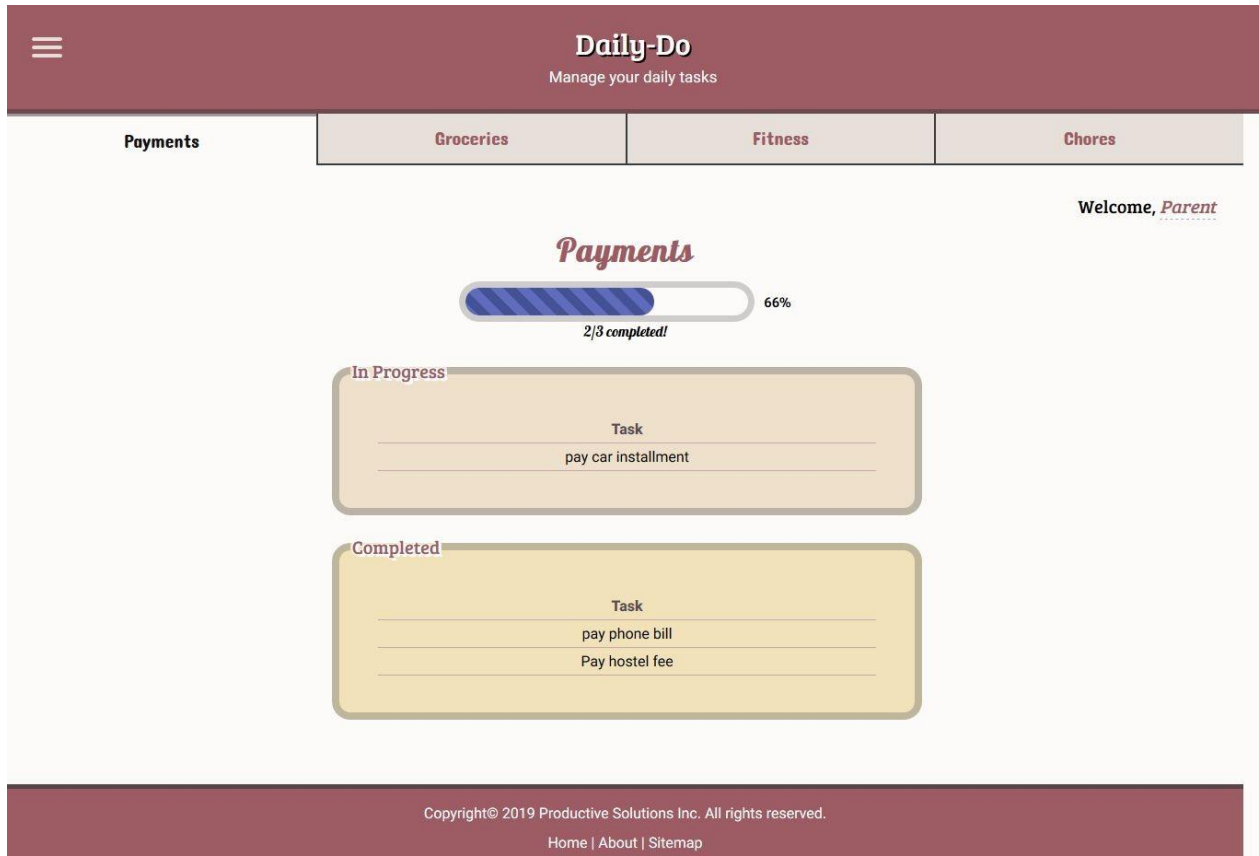 Daily-Do
Manage your daily tasks
Payments
Groceries
Fitness
Chores
Welcome, Parent
Payments
66%
2/3 completed!
In Progress
Task
pay car installment
Completed
Task
pay phone bill
Pay hostel fee
Copyright© 2019 Productive Solutions Inc. All rights reserved.
Home | About | Sitemap